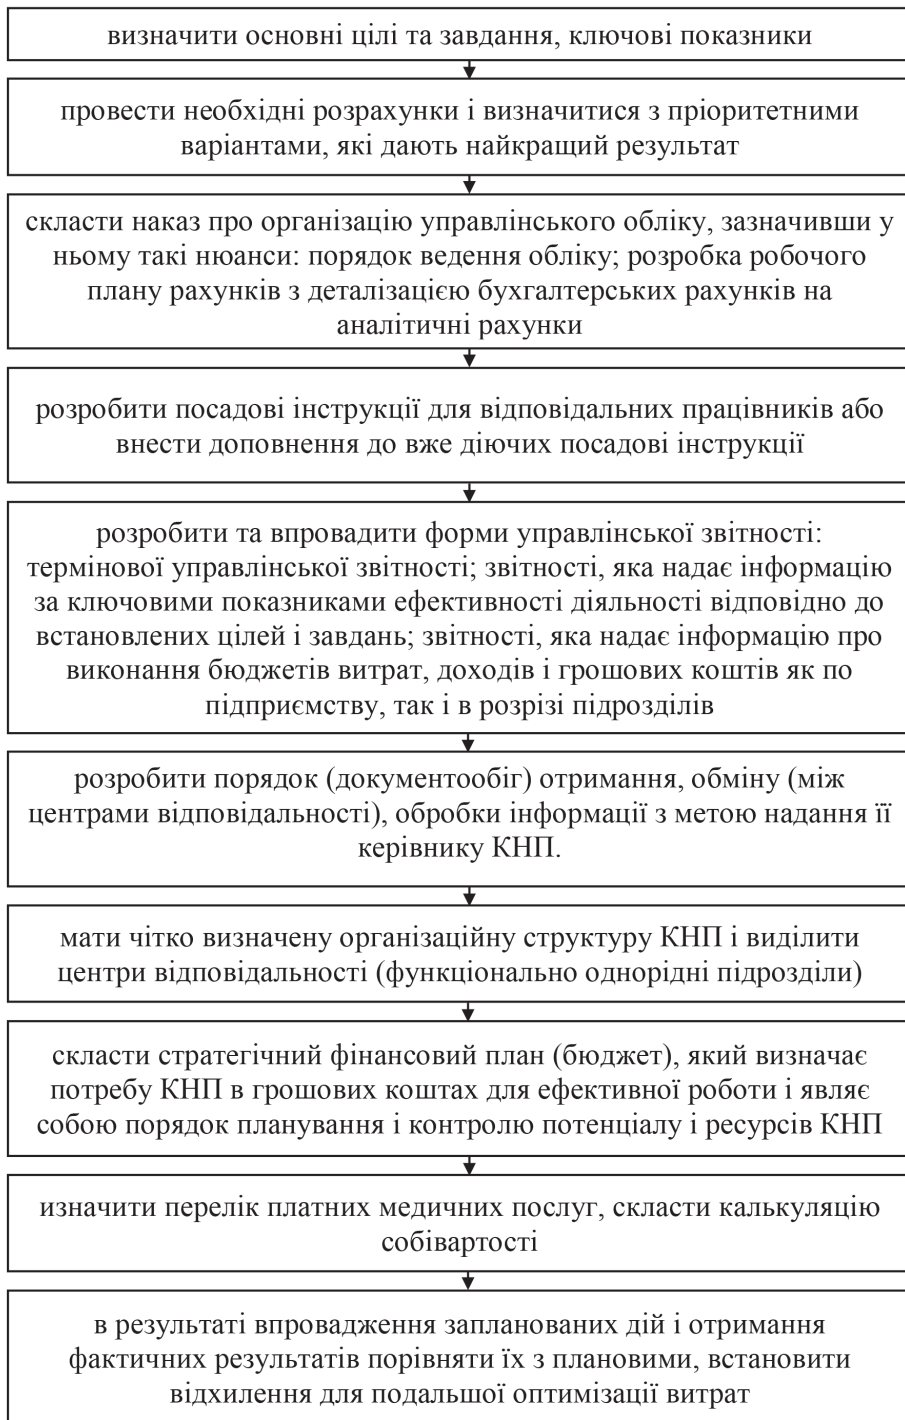 визначити основні цілі та завдання, ключові показники
провести необхідні розрахунки і визначитися з пріоритетними
варіантами, які дають найкращий результат
скласти наказ про організацію управлінського обліку, зазначивши у
ньому такі нюанси: порядок ведення обліку; розробка робочого
плану рахунків з деталізацією бухгалтерських рахунків на
аналітичні рахунки
розробити посадові інструкції для відповідальних працівників або
внести доповнення до вже діючих посадові інструкції
розробити та впровадити форми управлінської звітності:
термінової управлінської звітності; звітності, яка надає інформацію
за ключовими показниками ефективності діяльності відповідно до
встановлених цілей і завдань; звітності, яка надає інформацію про
виконання бюджетів витрат, доходів і грошових коштів як по
підприємству, так і в розрізі підрозділів
розробити порядок (документообіг) отримання, обміну (між
центрами відповідальності), обробки інформації з метою надання її
керівнику КНП.
мати чітко визначену організаційну структуру КНП і виділити
центри відповідальності (функціонально однорідні підрозділи)
скласти стратегічний фінансовий план (бюджет), який визначає
потребу КНП в грошових коштах для ефективної роботи і являє
собою порядок планування і контролю потенціалу і ресурсів КНП
изначити перелік платних медичних послуг, скласти калькуляцію
собівартості
в результаті впровадження запланованих дій і отримання
фактичних результатів порівняти їх з плановими, встановити
відхилення для подальшої оптимізації витрат